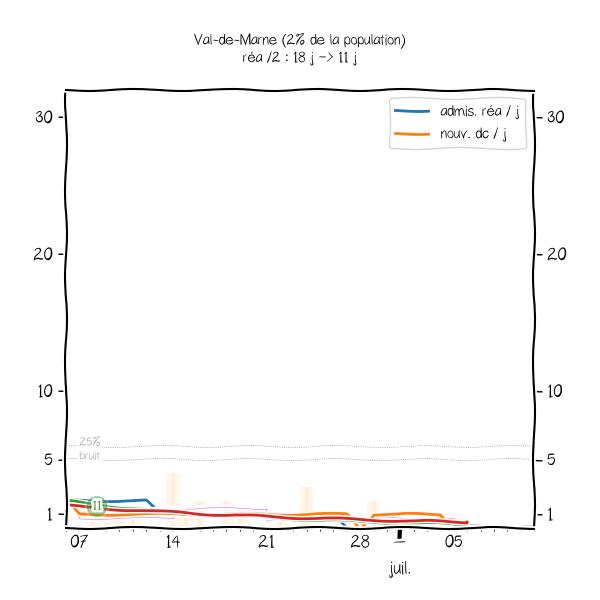 Val-de-Marne (2% de la population)
réa /2 : 18 j -> 11 j
admis. réa / j
nouv. dc / j
30 30
20 20
10 10
25%
bruit
5 5
11
1 1
07 14 21 28 05
juil.